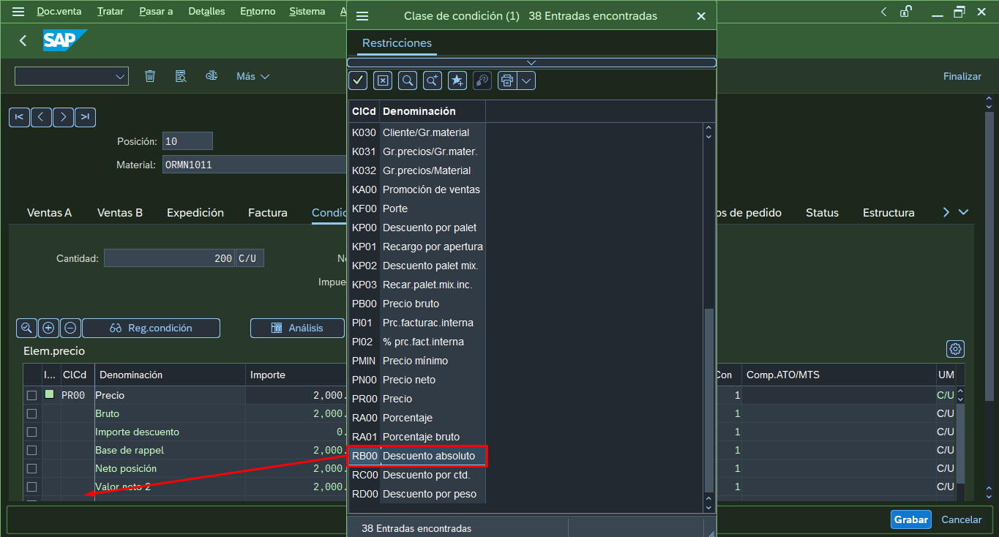 Doc.venta Tratar Pasar a Detalles Entorno Sistema A
Clase de condición (1) 38 Entradas encontradas
SAP
Restricciones
Más
Finalizar
ClCd Denominación
K030 Cliente/Gr.material
K031 Gr.precios/Gr.mater.
K032 Gr.precios/Material
KA00 Promoción de ventas
KF00 Porte
KP00 Descuento por palet
KP01 Recargo por apertura
KP02 Descuento palet mix.
KP03 Recar.palet.mix.inc.
PB00 Precio bruto
PI01 Prc.facturac.interna
PI02 % prc.fact.interna
PMIN Precio mínimo
PN00 Precio neto
PR00 Precio
RA00 Porcentaje
RA01 Porcentaje bruto
RB00 Descuento absoluto
RC00 Descuento por ctd.
RD00 Descuento por peso
38 Entradas encontradas
Posición: 10
Material: ORMN1011
Ventas A Ventas B Expedición Factura Condic os de pedido Status Estructura
Cantidad: 200 C/U Ne
Impue
Reg.condición Análisis
Elem.precio
I... ClCd Denominación Importe Con Comp.ATO/MTS UM
PR00 Precio 2,000. 1 C/U
Bruto 2,000. 1 C/U
Importe descuento 0. 1 C/U
Base de rappel 2,000. 1 C/U
Neto posición 2,000. 1 C/U
Valor neto 2 2,000. 1 C/U
Grabar Cancelar